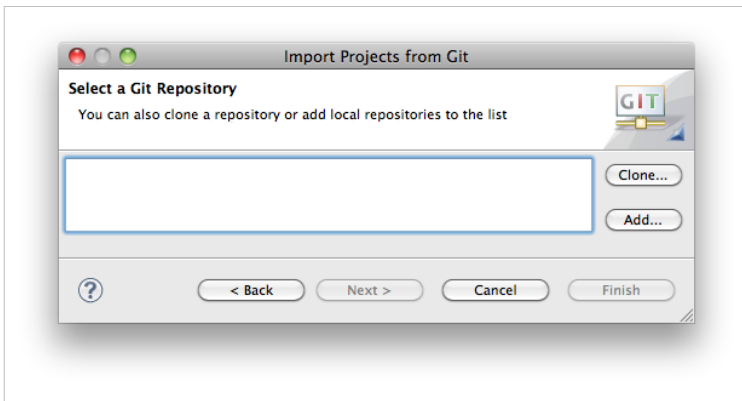 Import Projects from Git
Select a Git Repository
You can also clone a repository or add local repositories to the list
GIT
Clone...
Add...
?
< Back
Next >
Cancel
Finish